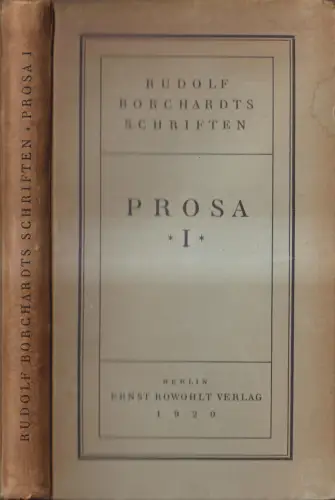 RUDOLF BORCHARDTS SCHRIFTEN · PROSA I
RUDOLF
BORCHARDTS
SCHRIFTEN
PROSA
* I *
BERLIN
ERNST ROWOHLT VERLAG
1920